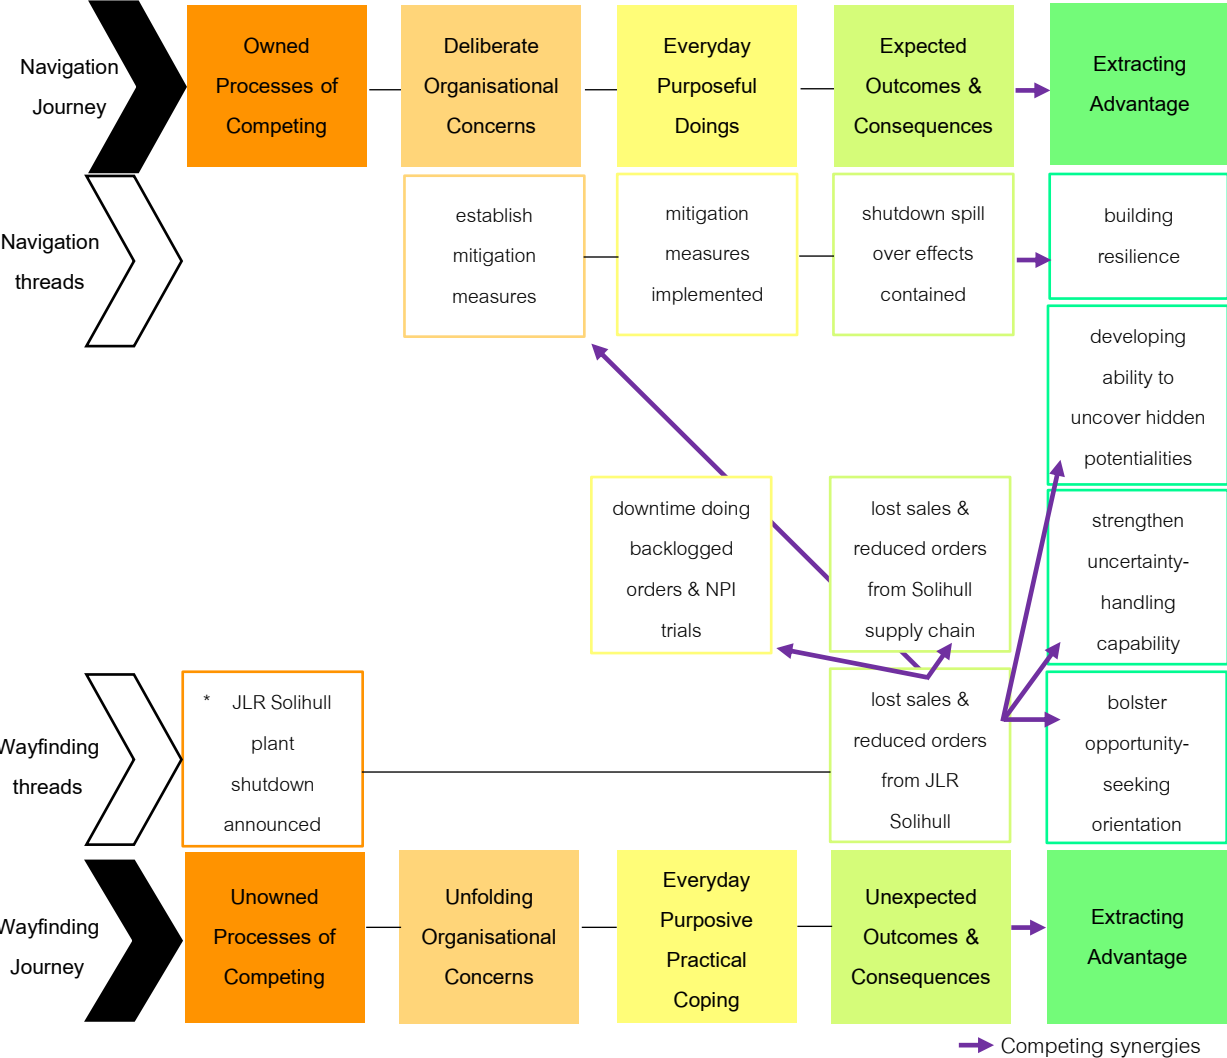 Navigation
Journey
Owned
Processes of
Competing
Deliberate
Organisational
Concerns
Everyday
Purposeful
Doings
Expected
Outcomes &
Consequences
Extracting
Advantage
Navigation
threads
establish
mitigation
measures
mitigation
measures
implemented
shutdown spill
over effects
contained
building
resilience
developing
ability to
uncover hidden
potentialities
downtime doing
backlogged
orders & NPI
trials
lost sales &
reduced orders
from Solihull
supply chain
strengthen
uncertainty-
handling
capability
Wayfinding
threads
* JLR Solihull
plant
shutdown
announced
lost sales &
reduced orders
from JLR
Solihull
bolster
opportunity-
seeking
orientation
Wayfinding
Journey
Unowned
Processes of
Competing
Unfolding
Organisational
Concerns
Everyday
Purposive
Practical
Coping
Unexpected
Outcomes &
Consequences
Extracting
Advantage
Competing synergies